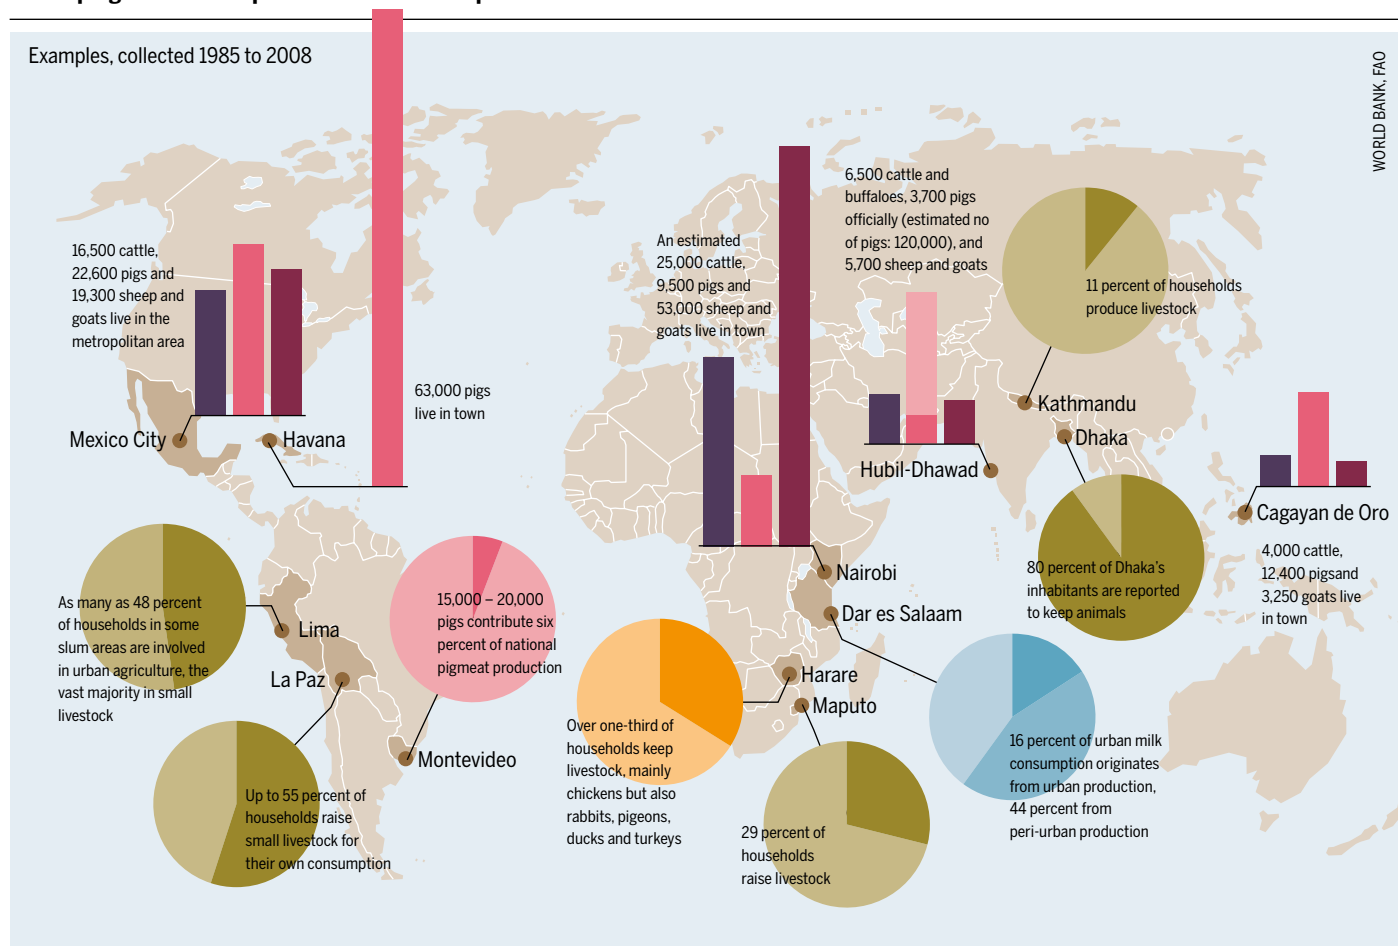 Examples, collected 1985 to 2008
WORLD BANK, FAO
16,500 cattle,
22,600 pigs and
19,300 sheep and
goats live in the
metropolitan area
Mexico City
Havana
63,000 pigs
live in town
An estimated
25,000 cattle,
9,500 pigs and
53,000 sheep and
goats live in town
6,500 cattle and
buffaloes, 3,700 pigs
officially (estimated no
of pigs: 120,000), and
5,700 sheep and goats
11 percent of households
produce livestock
Kathmandu
Dhaka
Hubil-Dhawad
Cagayan de Oro
4,000 cattle,
12,400 pigsand
3,250 goats live
in town
80 percent of Dhaka's
inhabitants are reported
to keep animals
Nairobi
Dar es Salaam
As many as 48 percent
of households in some
slum areas are involved
in urban agriculture, the
vast majority in small
livestock
Lima
La Paz
15,000 – 20,000
pigs contribute six
percent of national
pigmeat production
Montevideo
Up to 55 percent of
households raise
small livestock for
their own consumption
Harare
Maputo
Over one-third of
households keep
livestock, mainly
chickens but also
rabbits, pigeons,
ducks and turkeys
29 percent of
households
raise livestock
16 percent of urban milk
consumption originates
from urban production,
44 percent from
peri-urban production